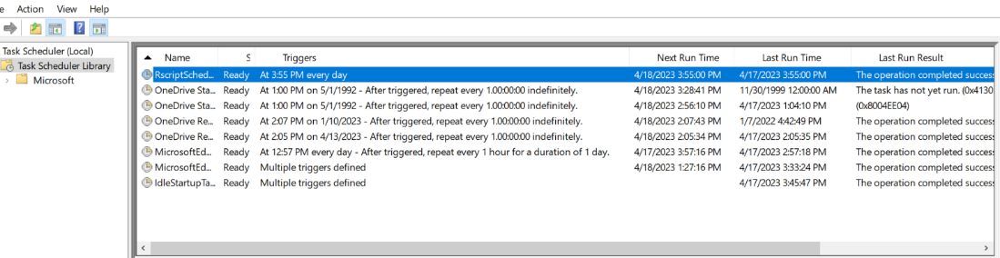 e Action View Help
Task Scheduler (Local)
Task Scheduler Library
Microsoft
Name S Triggers Next Run Time Last Run Time Last Run Result
RscriptSched... Ready At 3:55 PM every day 4/18/2023 3:55:00 PM 4/17/2023 3:55:00 PM The operation completed success
OneDrive Sta... Ready At 1:00 PM on 5/1/1992 - After triggered, repeat every 1.00:00:00 indefinitely. 4/18/2023 3:28:41 PM 11/30/1999 12:00:00 AM The task has not yet run. (0x4130
OneDrive Sta... Ready At 1:00 PM on 5/1/1992 - After triggered, repeat every 1.00:00:00 indefinitely. 4/18/2023 2:56:10 PM 4/17/2023 1:04:10 PM (0x8004EE04)
OneDrive Re... Ready At 2:07 PM on 1/10/2023 - After triggered, repeat every 1.00:00:00 indefinitely. 4/18/2023 2:07:43 PM 1/7/2022 4:42:49 PM The operation completed success
OneDrive Re... Ready At 2:05 PM on 4/13/2023 - After triggered, repeat every 1.00:00:00 indefinitely. 4/18/2023 2:05:34 PM 4/17/2023 2:05:35 PM The operation completed success
MicrosoftEd... Ready At 12:57 PM every day - After triggered, repeat every 1 hour for a duration of 1 day. 4/17/2023 3:57:16 PM 4/17/2023 2:57:18 PM The operation completed success
MicrosoftEd... Ready Multiple triggers defined 4/18/2023 1:27:16 PM 4/17/2023 3:33:24 PM The operation completed success
IdleStartupTa... Ready Multiple triggers defined 4/17/2023 3:45:47 PM The operation completed success